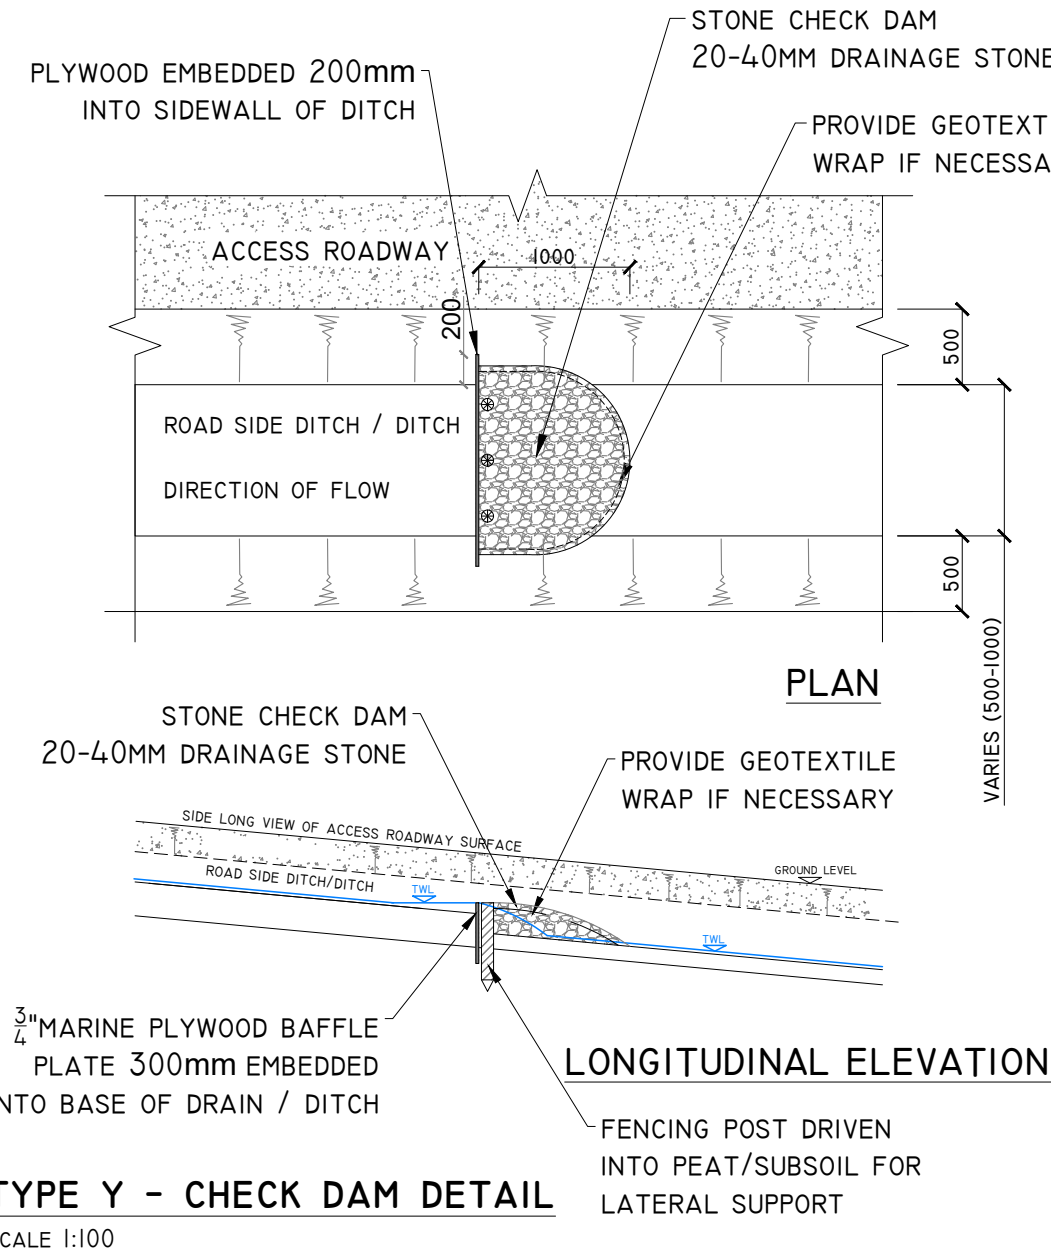 STONE CHECK DAM
20-40MM DRAINAGE STONE
PLYWOOD EMBEDDED 200mm
INTO SIDEWALL OF DITCH
PROVIDE GEOTEXT
WRAP IF NECESSA
ACCESS ROADWAY
1000
200
500
ROAD SIDE DITCH / DITCH
DIRECTION OF FLOW
500
VARIES (500-1000)
PLAN
STONE CHECK DAM
20-40MM DRAINAGE STONE
PROVIDE GEOTEXTILE
WRAP IF NECESSARY
SIDE LONG VIEW OF ACCESS ROADWAY SURFACE
GROUND LEVEL
ROAD SIDE DITCH/DITCH
TWL
TWL
3/4"MARINE PLYWOOD BAFFLE
PLATE 300mm EMBEDDED
NTO BASE OF DRAIN / DITCH
LONGITUDINAL ELEVATION
FENCING POST DRIVEN
INTO PEAT/SUBSOIL FOR
LATERAL SUPPORT
TYPE Y - CHECK DAM DETAIL
CALE 1:100